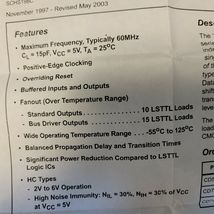 SCHS198C
November 1997 - Revised May 2003
Features
• Maximum Frequency, Typically 60MHz
CL = 15pF, VCC = 5V, TA = 25°C
• Positive-Edge Clocking
• Overriding Reset
• Buffered Inputs and Outputs
• Fanout (Over Temperature Range)
- Standard Outputs . . . . . . . . . . . . 10 LSTTL Loads
- Bus Driver Outputs . . . . . . . . . . 15 LSTTL Loads
• Wide Operating Temperature Range . . . -55°C to 125°C
• Balanced Propagation Delay and Transition Times
• Significant Power Reduction Compared to LSTTL
Logic ICs
• HC Types
- 2V to 6V Operation
- High Noise Immunity: NIL = 30%, NIH = 30% of VCC
at VCC = 5V
Des
The